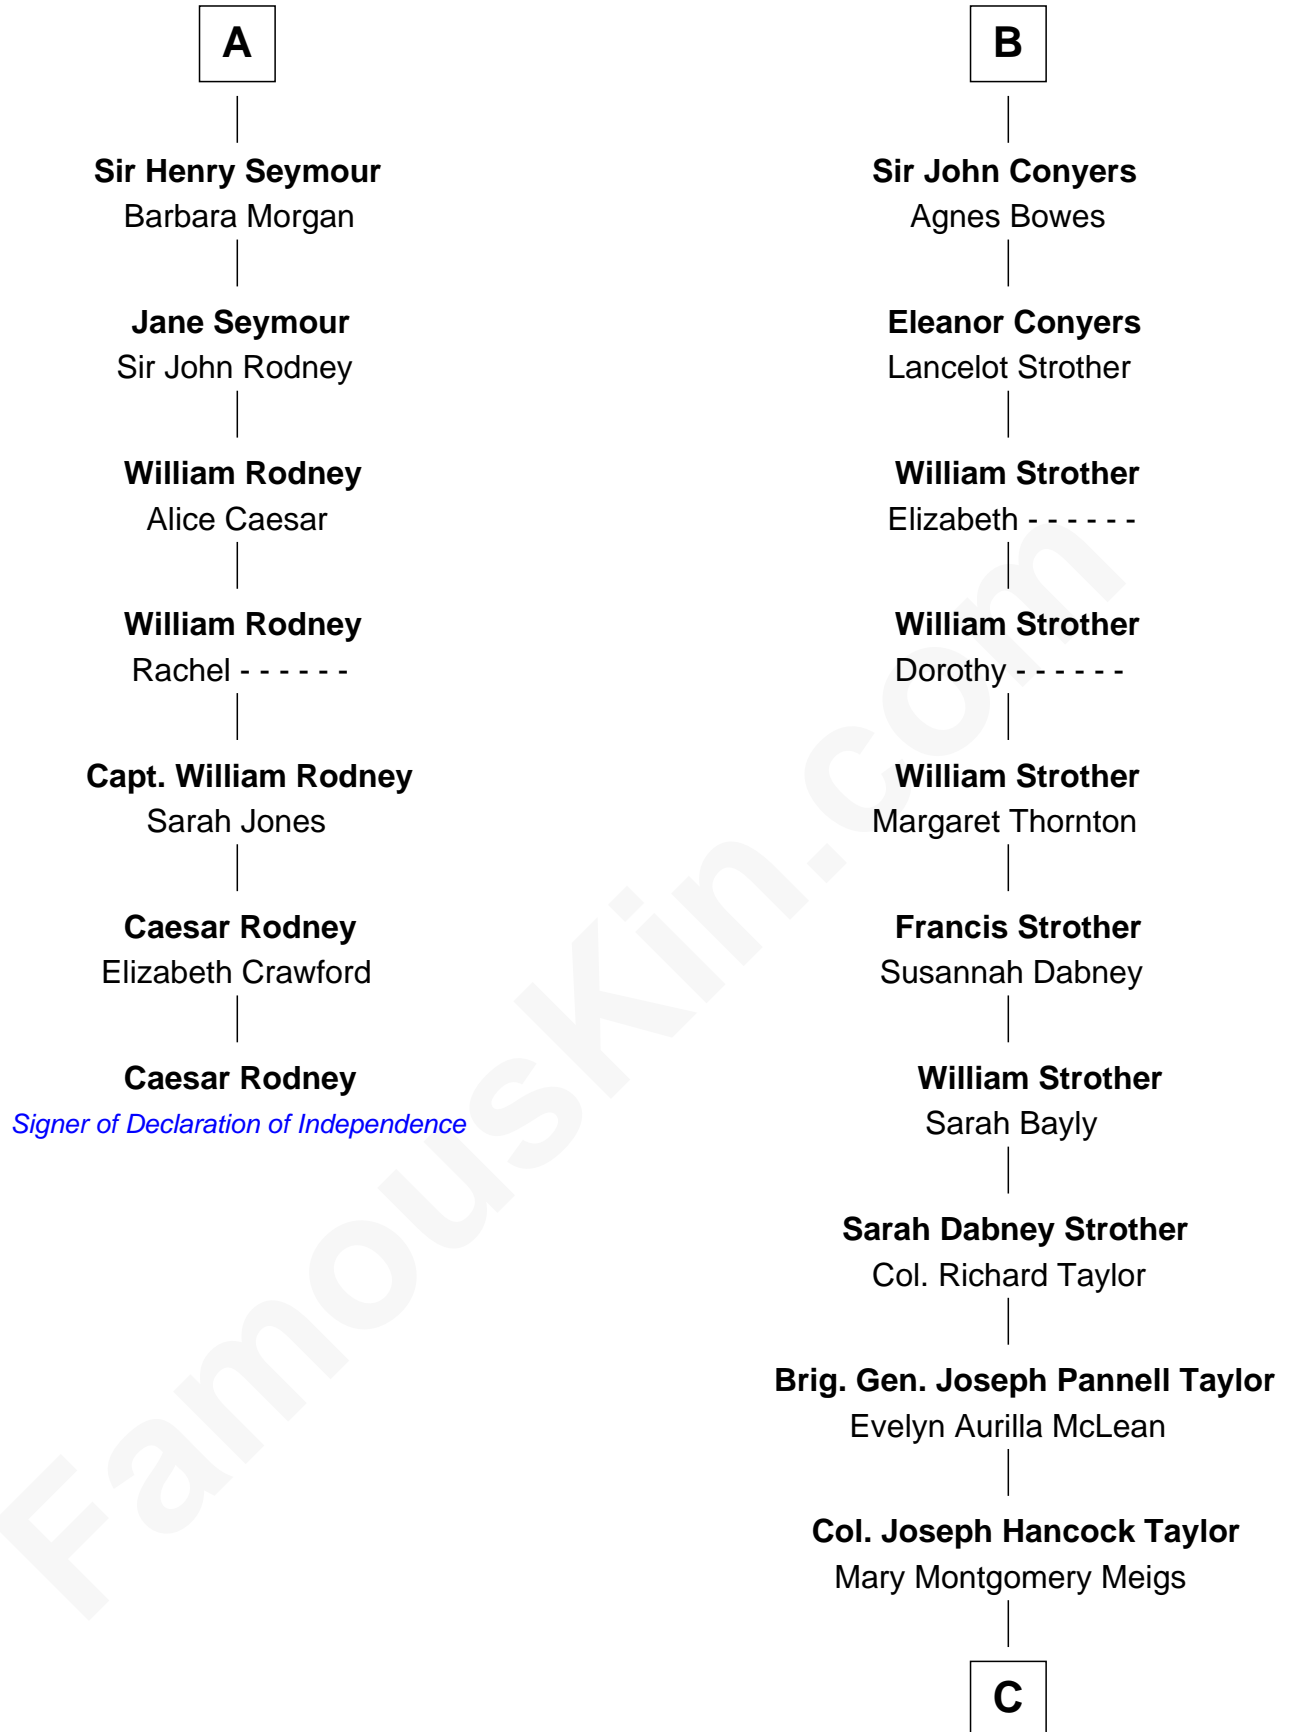 A
Sir Henry Seymour
Barbara Morgan
Jane Seymour
Sir John Rodney
William Rodney
Alice Caesar
William Rodney
Rachel - - - - - -
Capt. William Rodney
Sarah Jones
Caesar Rodney
Elizabeth Crawford
Caesar Rodney
Signer of Declaration of Independence
B
Sir John Conyers
Agnes Bowes
Eleanor Conyers
Lancelot Strother
William Strother
Elizabeth - - - - - -
William Strother
Dorothy - - - - - -
William Strother
Margaret Thornton
Francis Strother
Susannah Dabney
William Strother
Sarah Bayly
Sarah Dabney Strother
Col. Richard Taylor
Brig. Gen. Joseph Pannell Taylor
Evelyn Aurilla McLean
Col. Joseph Hancock Taylor
Mary Montgomery Meigs
C
FamousKin.com